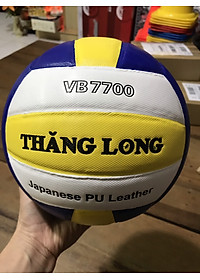 VB7700
THĂNG LONG
Japanese PU Leather